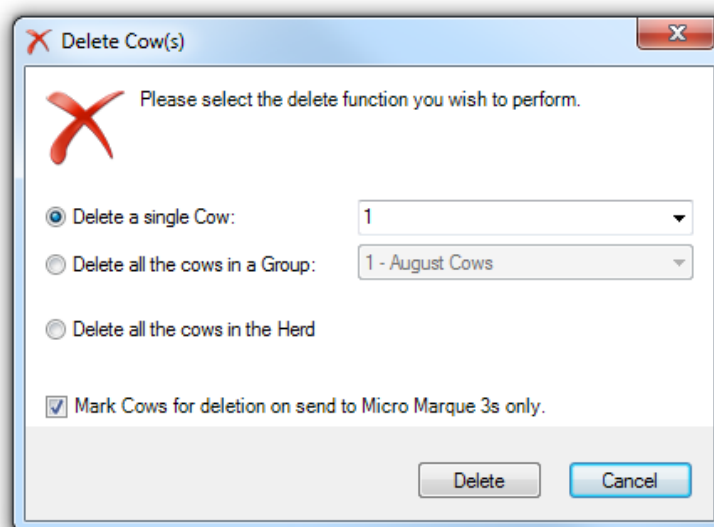 Delete Cow(s)
Please select the delete function you wish to perform.
Delete a single Cow: 1
Delete all the cows in a Group: 1 - August Cows
Delete all the cows in the Herd
Mark Cows for deletion on send to Micro Marque 3s only.
Delete Cancel